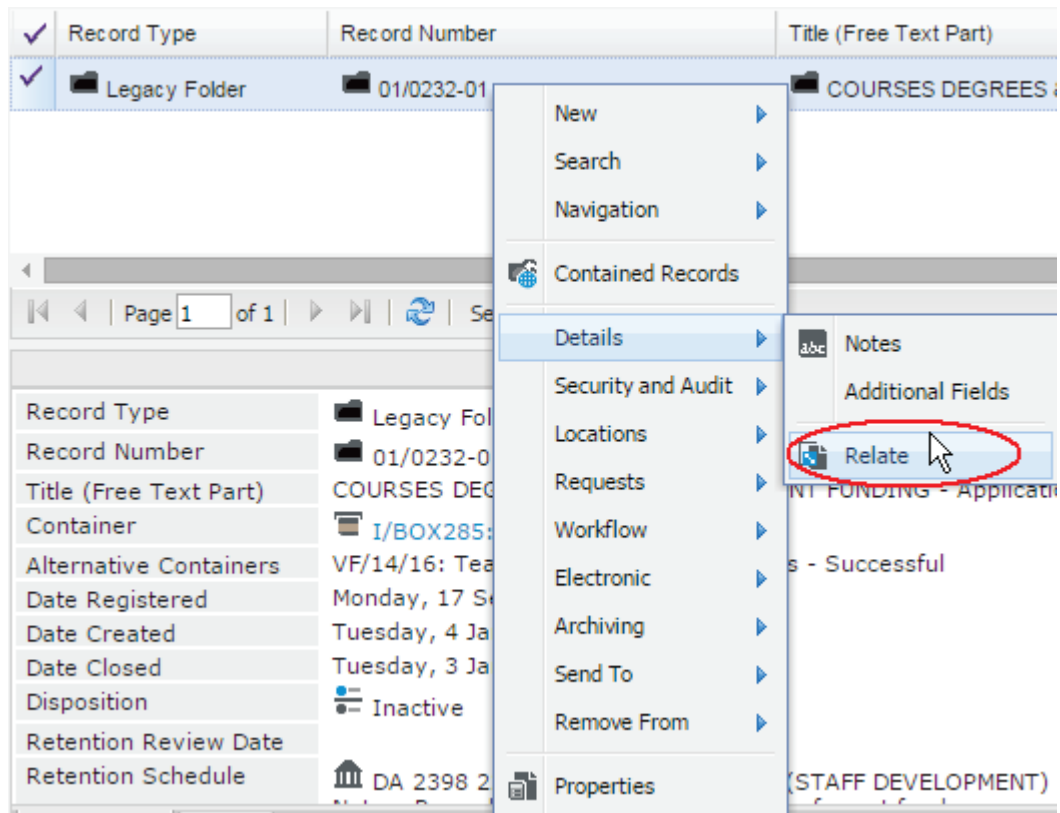 Record Type Record Number Title (Free Text Part)
Legacy Folder 01/0232-01 COURSES DEGREES &
New
Search
Navigation
Contained Records
Page 1 of 1 Se
Details
Notes
Additional Fields
Relate
Security and Audit
Locations
Requests
Workflow
Electronic
Archiving
Send To
Remove From
Properties
Record Type Legacy Fol
Record Number 01/0232-0
Title (Free Text Part) COURSES DEG NT FUNDING - Applicatio
Container I/BOX285:
Alternative Containers VF/14/16: Tea s - Successful
Date Registered Monday, 17 Se
Date Created Tuesday, 4 Ja
Date Closed Tuesday, 3 Ja
Disposition Inactive
Retention Review Date
Retention Schedule DA 2398 2 (STAFF DEVELOPMENT)